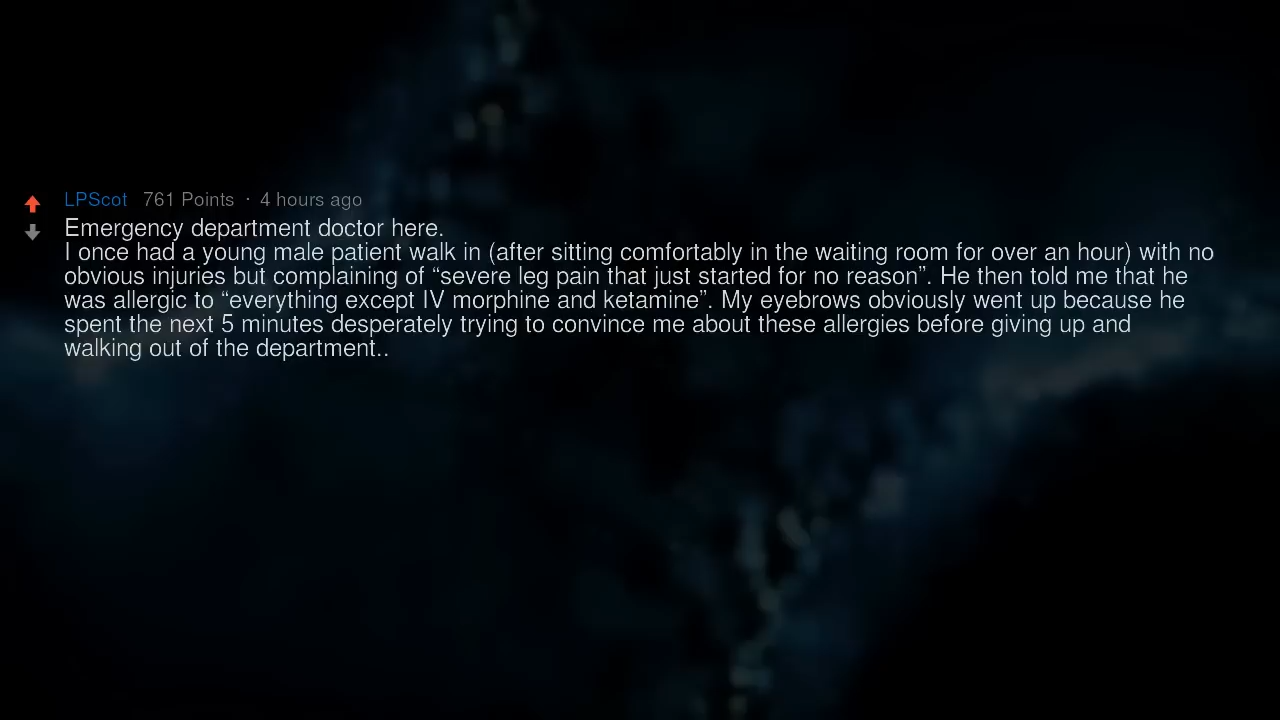 LPScot 761 Points · 4 hours ago
Emergency department doctor here.
I once had a young male patient walk in (after sitting comfortably in the waiting room for over an hour) with no
obvious injuries but complaining of “severe leg pain that just started for no reason”. He then told me that he
was allergic to “everything except IV morphine and ketamine”. My eyebrows obviously went up because he
spent the next 5 minutes desperately trying to convince me about these allergies before giving up and
walking out of the department..